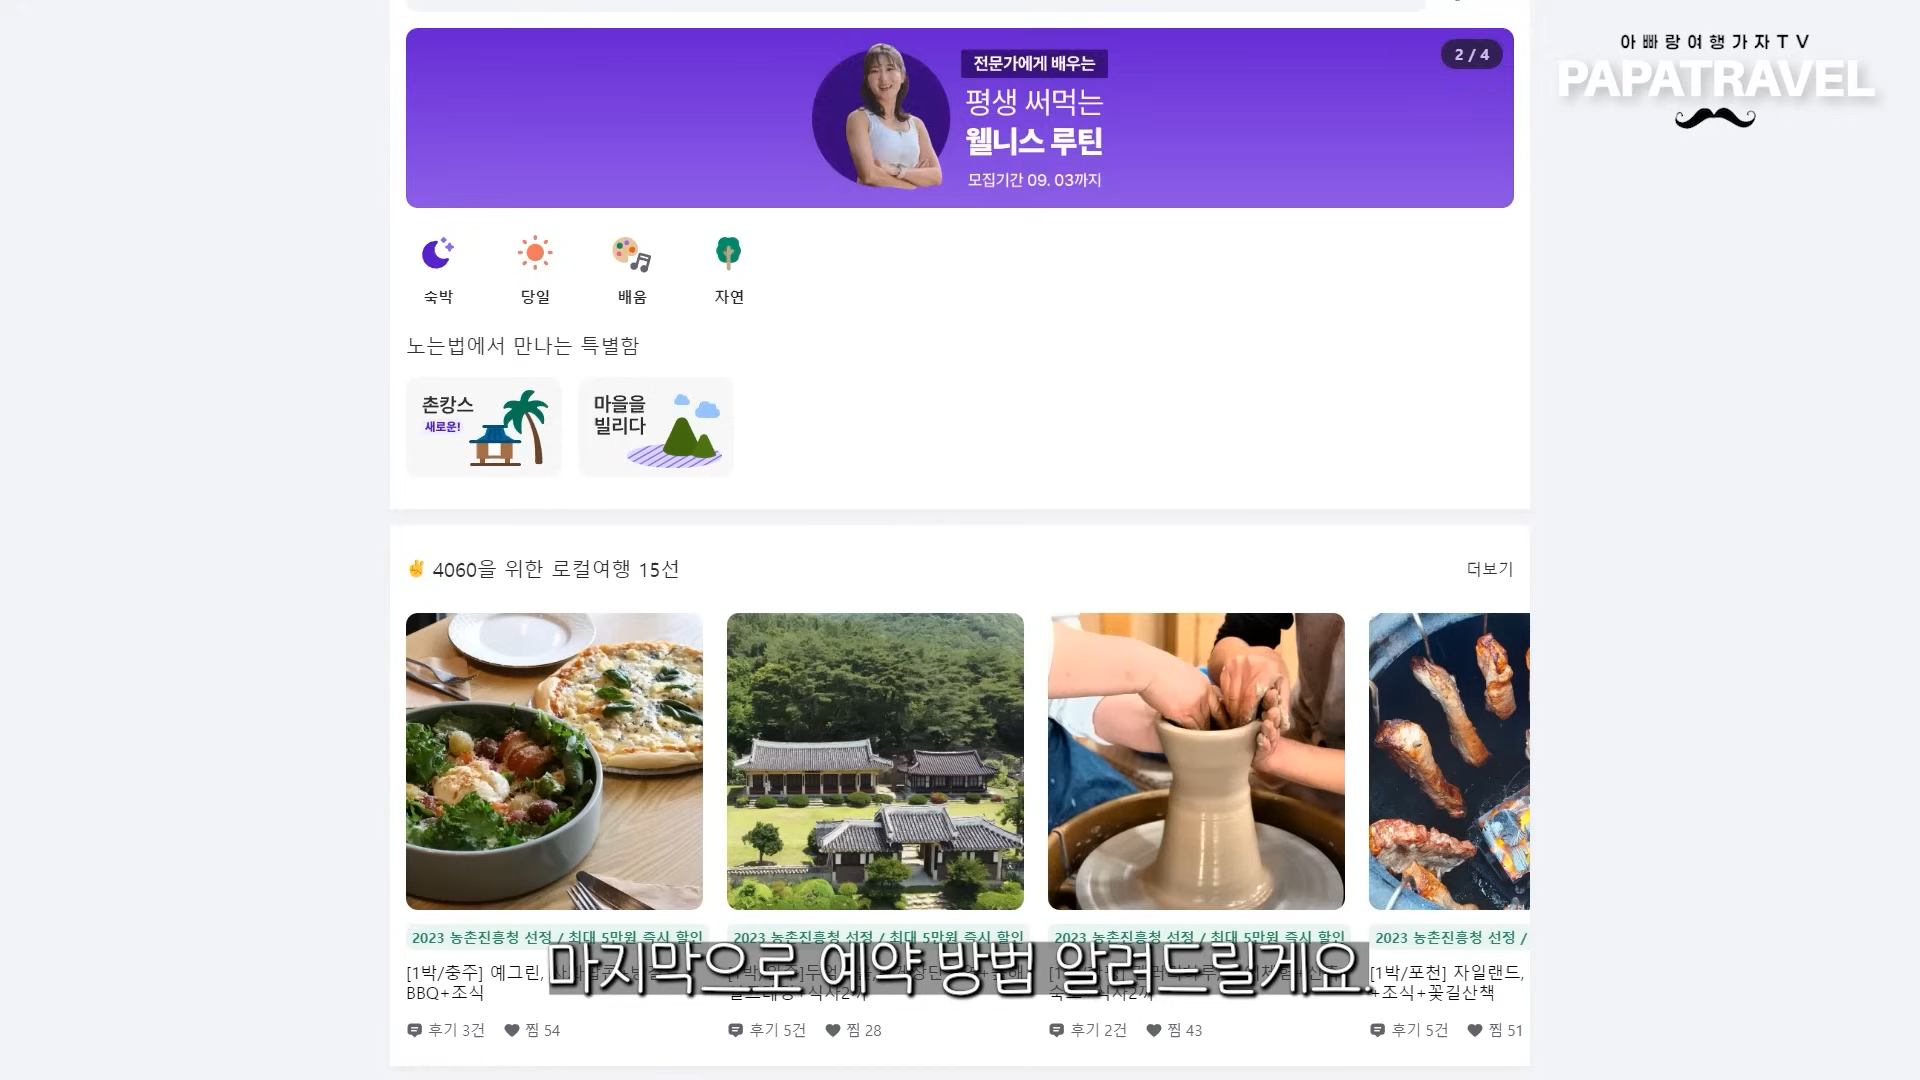 아빠랑여행가자TV
PAPATRAVEL
전문가에게 배우는
평생 써먹는
웰니스 루틴
모집기간 09. 03까지
2 / 4
숙박
당일
배움
자연
노는법에서 만나는 특별함
촌캉스
새로운!
마을을
빌리다
4060을 위한 로컬여행 15선
더보기
2023 농촌진흥청 선정 / 최대 5만원 즉시 할인
2023 농촌진흥청 선정 / 최대 5만원 즉시 할인
2023 농촌진흥청 선정 / 최대 5만원 즉시 할인
2023 농촌진흥청 선정 /
[1박/충주] 예그린,
BBQ+조식
[1박/포천] 자일랜드,
+조식+꽃길산책
마지막으로 예약 방법 알려드릴게요.
후기 3건 찜 54
후기 5건 찜 28
후기 2건 찜 43
후기 5건 찜 51